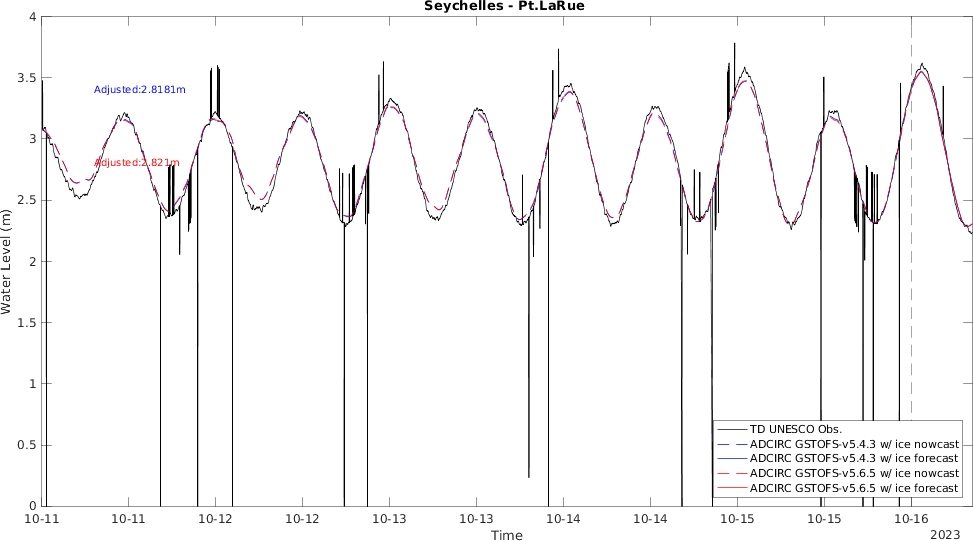 Seychelles - Pt.LaRue
4
3.5
3
2.5
2
1.5
1
0.5
0
Water Level (m)
Adjusted:2.8181m
Adjusted:2.821m
TD UNESCO Obs.
ADCIRC GSTOFS-v5.4.3 w/ ice nowcast
ADCIRC GSTOFS-v5.4.3 w/ ice forecast
ADCIRC GSTOFS-v5.6.5 w/ ice nowcast
ADCIRC GSTOFS-v5.6.5 w/ ice forecast
10-11 10-11 10-12 10-12 10-13 10-13 10-14 10-14 10-15 10-15 10-16
Time
2023